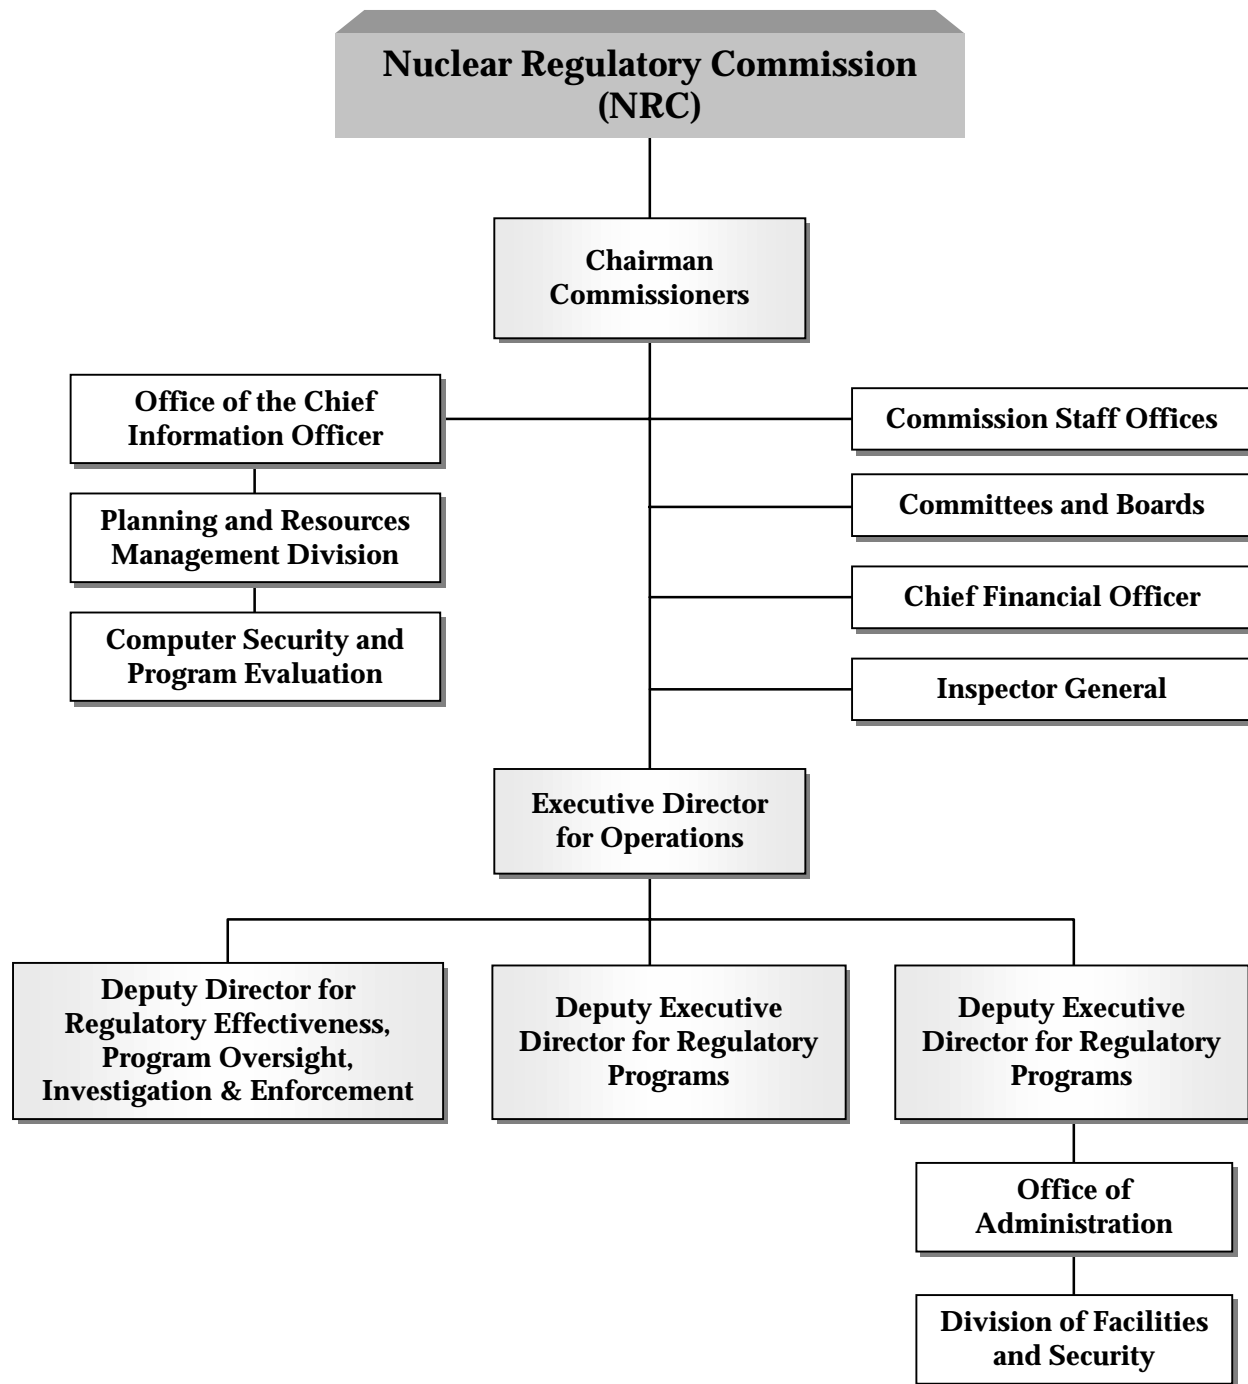 Nuclear Regulatory Commission
(NRC)
Chairman
Commissioners
Office of the Chief
Information Officer
Commission Staff Offices
Planning and Resources
Management Division
Committees and Boards
Computer Security and
Program Evaluation
Chief Financial Officer
Inspector General
Executive Director
for Operations
Deputy Director for
Regulatory Effectiveness,
Program Oversight,
Investigation & Enforcement
Deputy Executive
Director for Regulatory
Programs
Deputy Executive
Director for Regulatory
Programs
Office of
Administration
Division of Facilities
and Security